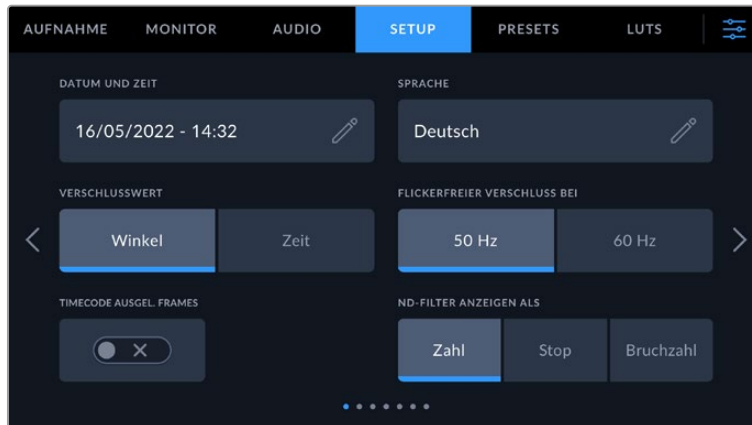 AUFNAHME MONITOR AUDIO SETUP PRESETS LUTS
DATUM UND ZEIT SPRACHE
16/05/2022 - 14:32 Deutsch
VERSCHLUSSWERT FLICKERFREIER VERSCHLUSS BEI
Winkel Zeit 50 Hz 60 Hz
TIMECODE AUSGEL. FRAMES ND-FILTER ANZEIGEN ALS
Zahl Stop Bruchzahl